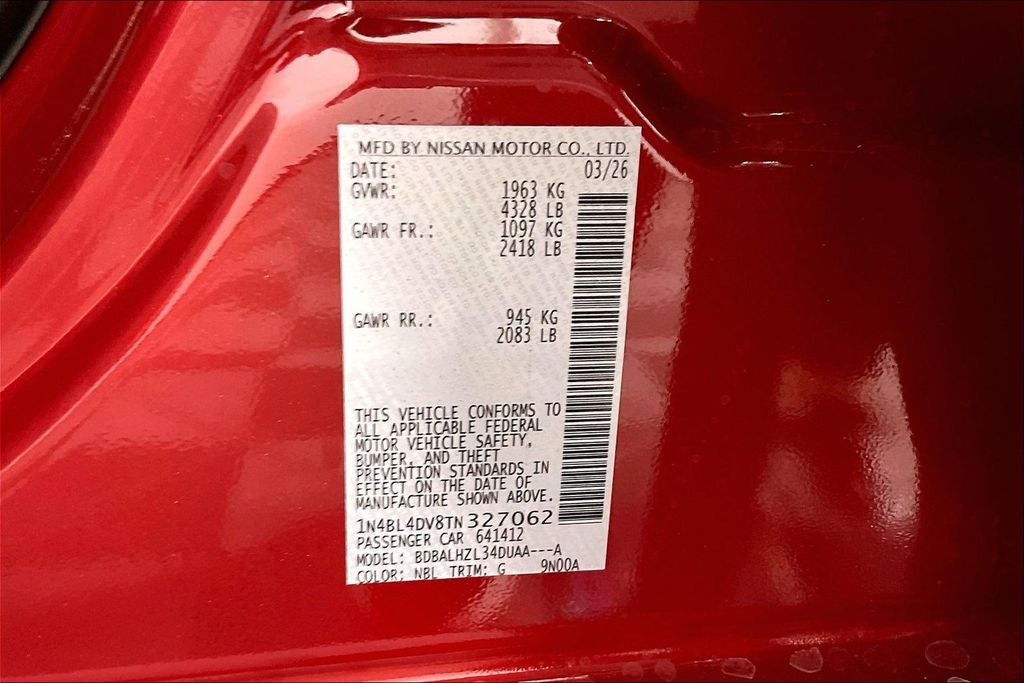 MFD BY NISSAN MOTOR CO., LTD.
DATE: 03/26
GVWR: 1963 KG
4328 LB
GAWR FR.: 1097 KG
2418 LB
GAWR RR.: 945 KG
2083 LB
THIS VEHICLE CONFORMS TO
ALL APPLICABLE FEDERAL
MOTOR VEHICLE SAFETY,
BUMPER, AND THEFT
PREVENTION STANDARDS IN
EFFECT ON THE DATE OF
MANUFACTURE SHOWN ABOVE.
1N4BL4DV8TN 327062
PASSENGER CAR 641412
MODEL: BDBALHZL34DUAA---A
COLOR: NBL TRIM: G 9N00A